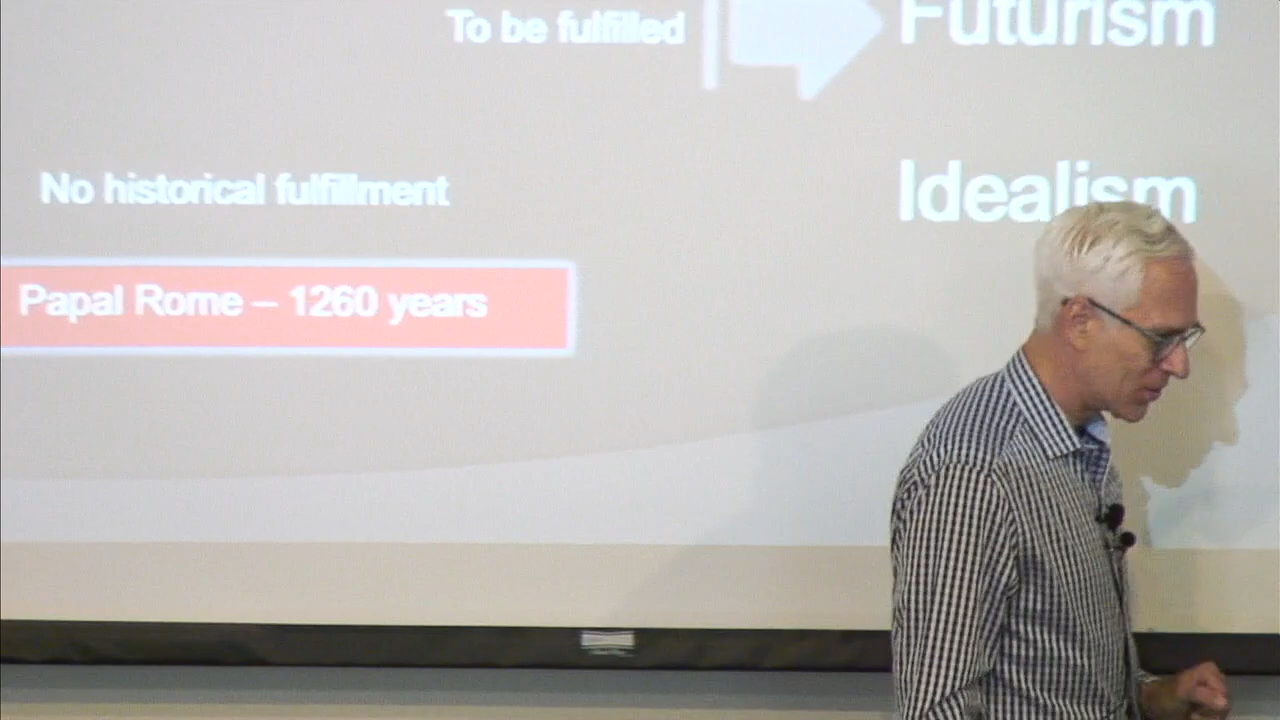 To be fulfilled
Futurism
No historical fulfillment
Idealism
Papal Rome – 1260 years